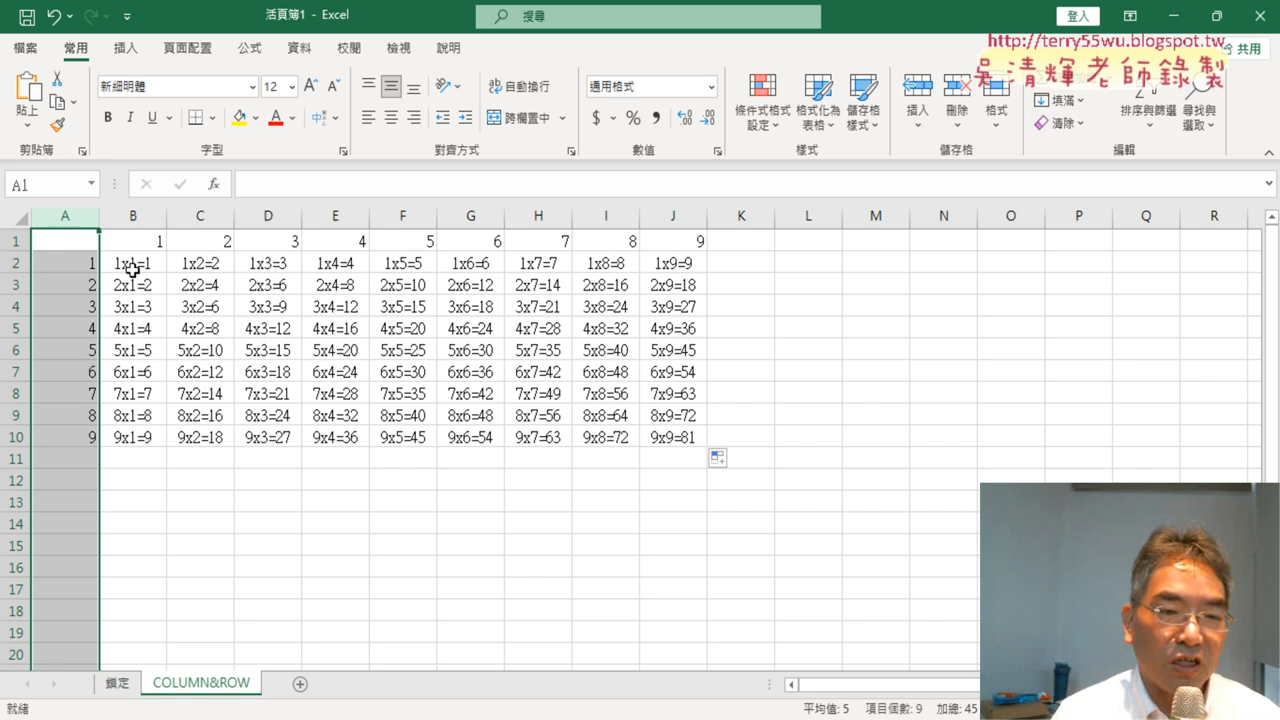 活頁簿1 - Excel
搜尋
登入
檔案 常用 插入 頁面配置 公式 資料 校閱 檢視 說明
共用
http://terry55wu.blogspot.tw
吳清輝老師錄製
貼上
新細明體 12
B I U
自動換行
跨欄置中
通用格式
$ %
條件式格式設定
格式化為表格
儲存格樣式
插入 刪除 格式
填滿
清除
排序與篩選
尋找與選取
剪貼簿 字型 對齊方式 數值 樣式 儲存格 編輯
A1 fx
A B C D E F G H I J K L M N O P Q R
1 1 2 3 4 5 6 7 8 9
2 1 1x1=1 1x2=2 1x3=3 1x4=4 1x5=5 1x6=6 1x7=7 1x8=8 1x9=9
3 2 2x1=2 2x2=4 2x3=6 2x4=8 2x5=10 2x6=12 2x7=14 2x8=16 2x9=18
4 3 3x1=3 3x2=6 3x3=9 3x4=12 3x5=15 3x6=18 3x7=21 3x8=24 3x9=27
5 4 4x1=4 4x2=8 4x3=12 4x4=16 4x5=20 4x6=24 4x7=28 4x8=32 4x9=36
6 5 5x1=5 5x2=10 5x3=15 5x4=20 5x5=25 5x6=30 5x7=35 5x8=40 5x9=45
7 6 6x1=6 6x2=12 6x3=18 6x4=24 6x5=30 6x6=36 6x7=42 6x8=48 6x9=54
8 7 7x1=7 7x2=14 7x3=21 7x4=28 7x5=35 7x6=42 7x7=49 7x8=56 7x9=63
9 8 8x1=8 8x2=16 8x3=24 8x4=32 8x5=40 8x6=48 8x7=56 8x8=64 8x9=72
10 9 9x1=9 9x2=18 9x3=27 9x4=36 9x5=45 9x6=54 9x7=63 9x8=72 9x9=81
11
12
13
14
15
16
17
18
19
20
鎖定 COLUMN&ROW
就緒 平均值: 5 項目個數: 9 加總: 45